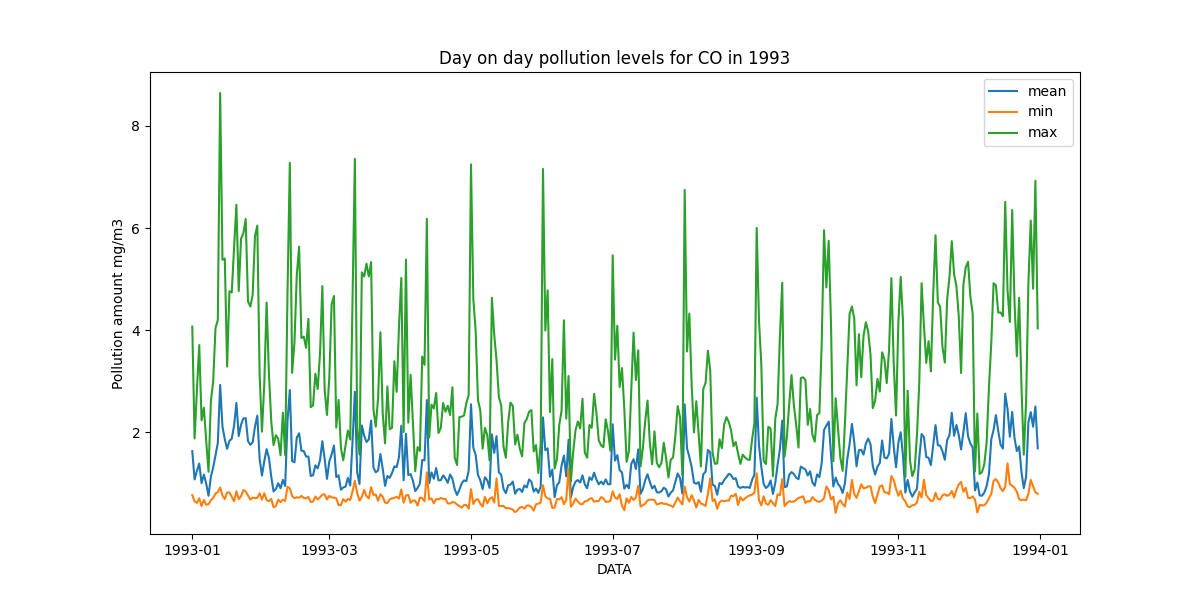 Day on day pollution levels for CO in 1993
mean
min
max
Pollution amount mg/m3
8
6
4
2
1993-01
1993-03
1993-05
1993-07
1993-09
1993-11
1994-01
DATA